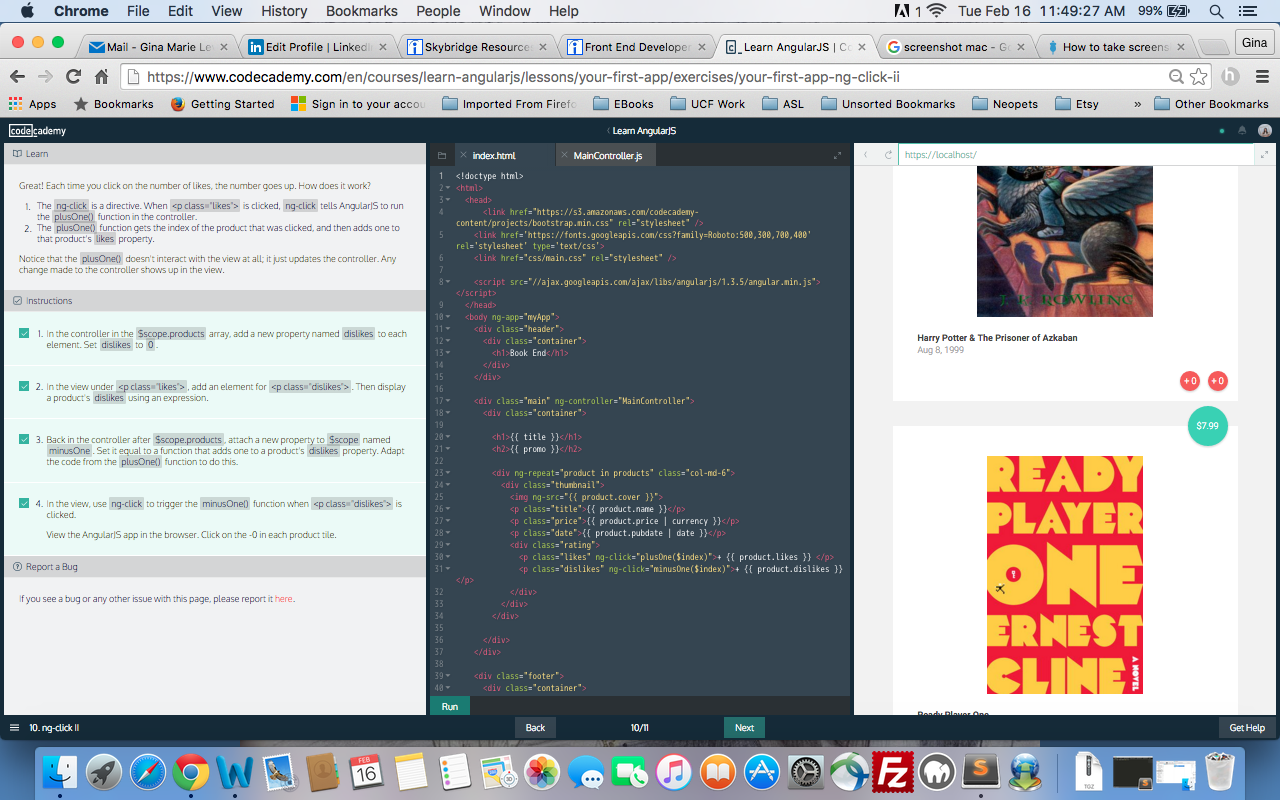 Chrome File Edit View History Bookmarks People Window Help 1 Tue Feb 16 11:49:27 AM 99%
Mail - Gina Marie Le Edit Profile | LinkedIn Skybridge Resource Front End Developer Learn AngularJS | Co screenshot mac - Go How to take screens Gina
https://www.codecademy.com/en/courses/learn-angularjs/lessons/your-first-app/exercises/your-first-app-ng-click-ii
Apps Bookmarks Getting Started Sign in to your accou Imported From Firefo EBooks UCF Work ASL Unsorted Bookmarks Neopets Etsy » Other Bookmarks
codecademy
Learn AngularJS
A
Learn
Great! Each time you click on the number of likes, the number goes up. How does it work?
1. The ng-click is a directive. When <p class="likes"> is clicked, ng-click tells AngularJS to run
the plusOne() function in the controller.
2. The plusOne() function gets the index of the product that was clicked, and then adds one to
that product's likes property.
Notice that the plusOne() doesn't interact with the view at all; it just updates the controller. Any
change made to the controller shows up in the view.
Instructions
1. In the controller in the $scope.products array, add a new property named dislikes to each
element. Set dislikes to 0.
2. In the view under <p class="likes">, add an element for <p class="dislikes">. Then display
a product's dislikes using an expression.
3. Back in the controller after $scope.products, attach a new property to $scope named
minusOne. Set it equal to a function that adds one to a product's dislikes property. Adapt
the code from the plusOne() function to do this.
4. In the view, use ng-click to trigger the minusOne() function when <p class="dislikes"> is
clicked.
View the AngularJS app in the browser. Click on the -0 in each product tile.
Report a Bug
If you see a bug or any other issue with this page, please report it here.
index.html MainController.js
1 <!doctype html>
2 <html>
3 <head>
4 <link href="https://s3.amazonaws.com/codecademy-
content/projects/bootstrap.min.css" rel="stylesheet" />
5 <link href='https://fonts.googleapis.com/css?family=Roboto:500,300,700,400'
rel='stylesheet' type='text/css'>
6 <link href="css/main.css" rel="stylesheet" />
7
8 <script src="//ajax.googleapis.com/ajax/libs/angularjs/1.3.5/angular.min.js">
</script>
9 </head>
10 <body ng-app="myApp">
11 <div class="header">
12 <div class="container">
13 <h1>Book End</h1>
14 </div>
15 </div>
16
17 <div class="main" ng-controller="MainController">
18 <div class="container">
19
20 <h1>{{ title }}</h1>
21 <h2>{{ promo }}</h2>
22
23 <div ng-repeat="product in products" class="col-md-6">
24 <div class="thumbnail">
25 <img ng-src="{{ product.cover }}">
26 <p class="title">{{ product.name }}</p>
27 <p class="price">{{ product.price | currency }}</p>
28 <p class="date">{{ product.pubdate | date }}</p>
29 <div class="rating">
30 <p class="likes" ng-click="plusOne($index)">+ {{ product.likes }} </p>
31 <p class="dislikes" ng-click="minusOne($index)">+ {{ product.dislikes }}
</p>
32 </div>
33 </div>
34 </div>
35
36 </div>
37 </div>
38
39 <div class="footer">
40 <div class="container">
Run
https://localhost/
J. K. ROWLING
Harry Potter & The Prisoner of Azkaban
Aug 8, 1999
+ 0 + 0
$7.99
READY
PLAYER
ONE
ERNEST
CLINE
A NOVEL
Ready Player One
10. ng-click II Back 10/11 Next Get Help
FEB
16
TGZ